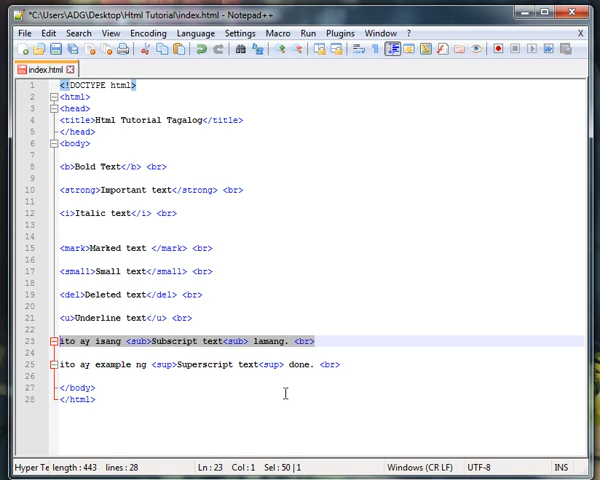 *C:\Users\ADG\Desktop\Html Tutorial\index.html - Notepad++
File Edit Search View Encoding Language Settings Macro Run Plugins Window ? X
index.html
1 <!DOCTYPE html>
2 <html>
3 <head>
4 <title>Html Tutorial Tagalog</title>
5 </head>
6 <body>
7
8 <b>Bold Text</b> <br>
9
10 <strong>Important text</strong> <br>
11
12 <i>Italic text</i> <br>
13
14
15 <mark>Marked text </mark> <br>
16
17 <small>Small text</small> <br>
18
19 <del>Deleted text</del> <br>
20
21 <u>Underline text</u> <br>
22
23 ito ay isang <sub>Subscript text<sub> lamang. <br>
24
25 ito ay example ng <sup>Superscript text<sup> done. <br>
26
27 </body>
28 </html>
Hyper Te length : 443 lines : 28 Ln : 23 Col : 1 Sel : 50 | 1 Windows (CR LF) UTF-8 INS